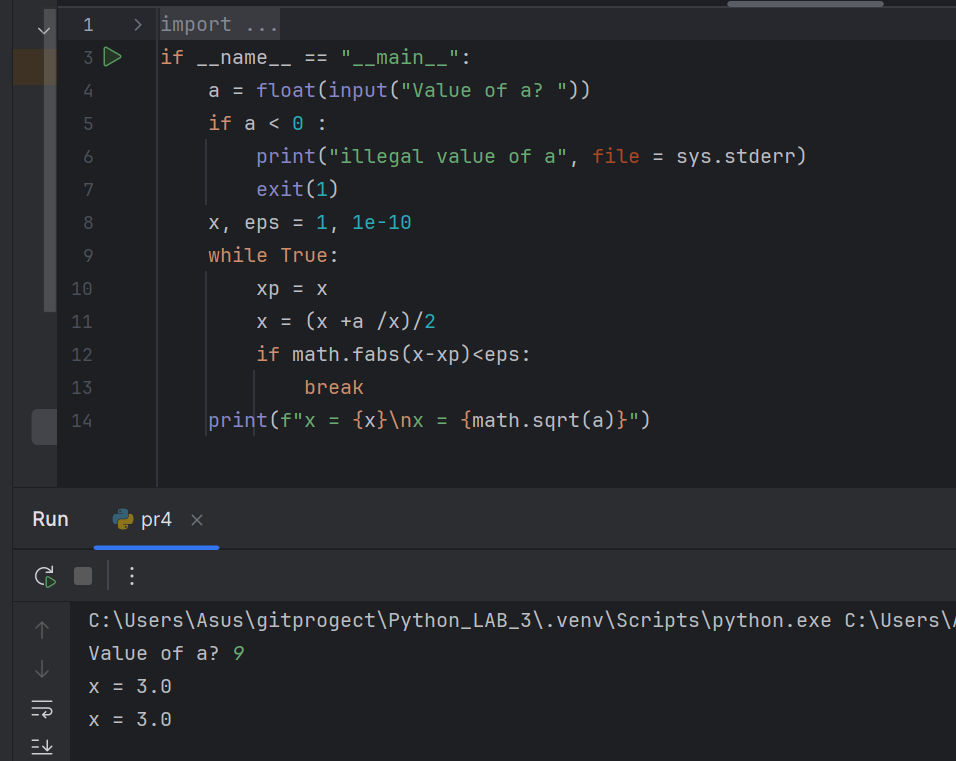 1 import ...
3 if __name__ == "__main__":
4 a = float(input("Value of a? "))
5 if a < 0 :
6 print("illegal value of a", file = sys.stderr)
7 exit(1)
8 x, eps = 1, 1e-10
9 while True:
10 xp = x
11 x = (x +a /x)/2
12 if math.fabs(x-xp)<eps:
13 break
14 print(f"x = {x}\nx = {math.sqrt(a)}")
Run pr4
C:\Users\Asus\gitprogect\Python_LAB_3\.venv\Scripts\python.exe C:\Users\
Value of a? 9
x = 3.0
x = 3.0